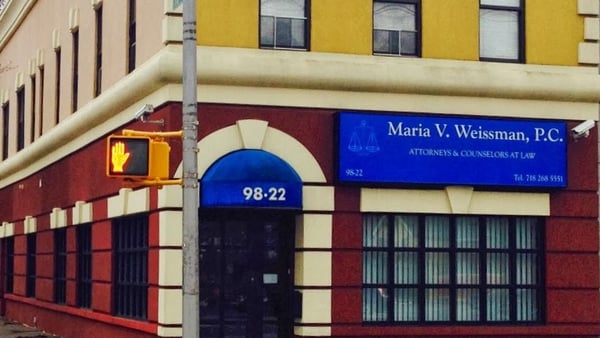 Maria V. Weissman, P.C.
ATTORNEYS & COUNSELORS AT LAW
98-22
Tel. 718 268 5551
98-22